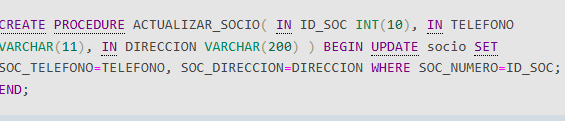 CREATE PROCEDURE ACTUALIZAR_SOCIO( IN ID_SOC INT(10), IN TELEFONO
VARCHAR(11), IN DIRECCION VARCHAR(200) ) BEGIN UPDATE socio SET
SOC_TELEFONO=TELEFONO, SOC_DIRECCION=DIRECCION WHERE SOC_NUMERO=ID_SOC;
END;